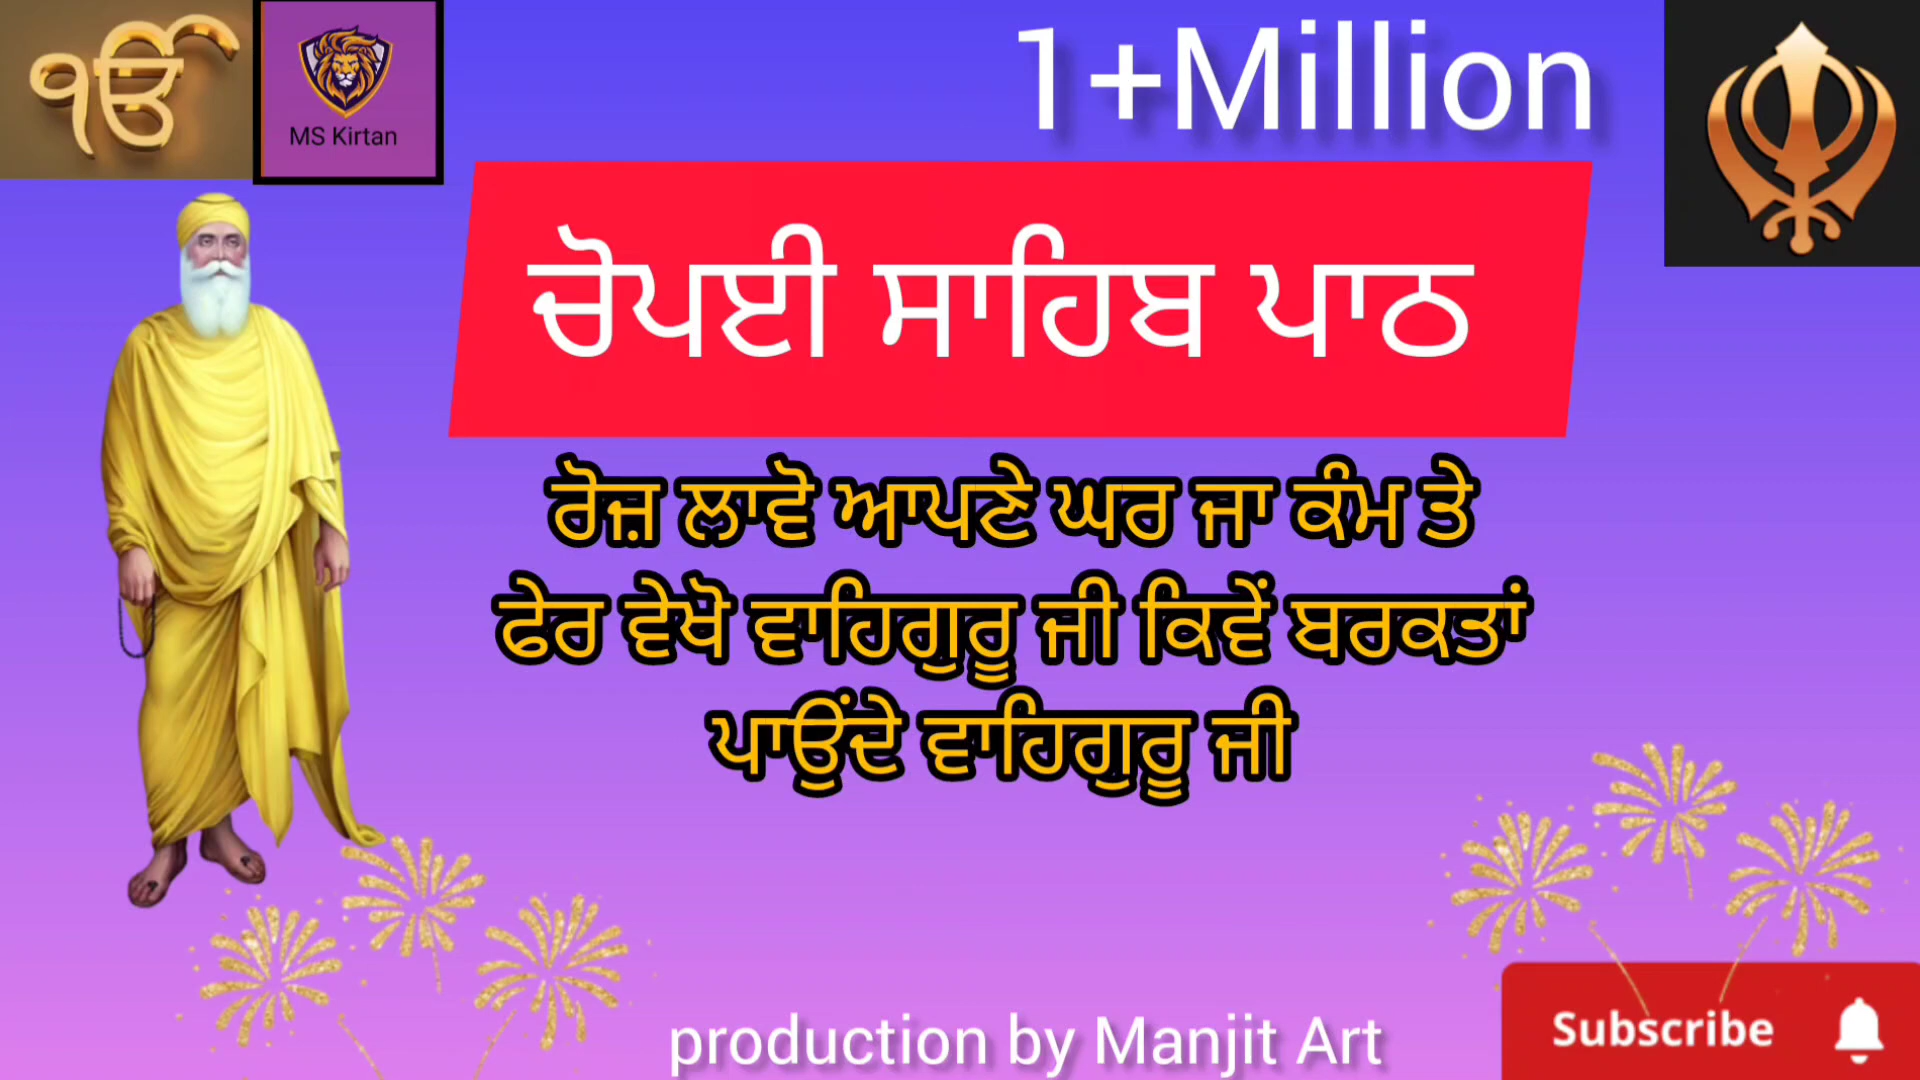 ੴ
MS Kirtan
1+Million
ਚੋਪਈ ਸਾਹਿਬ ਪਾਠ
ਰੋਜ਼ ਲਾਵੋ ਆਪਣੇ ਘਰ ਜਾ ਕੰਮ ਤੇ
ਫੇਰ ਵੇਖੋ ਵਾਹਿਗੁਰੂ ਜੀ ਕਿਵੇਂ ਬਰਕਤਾਂ
ਪਾਉਂਦੇ ਵਾਹਿਗੁਰੂ ਜੀ
production by Manjit Art
Subscribe